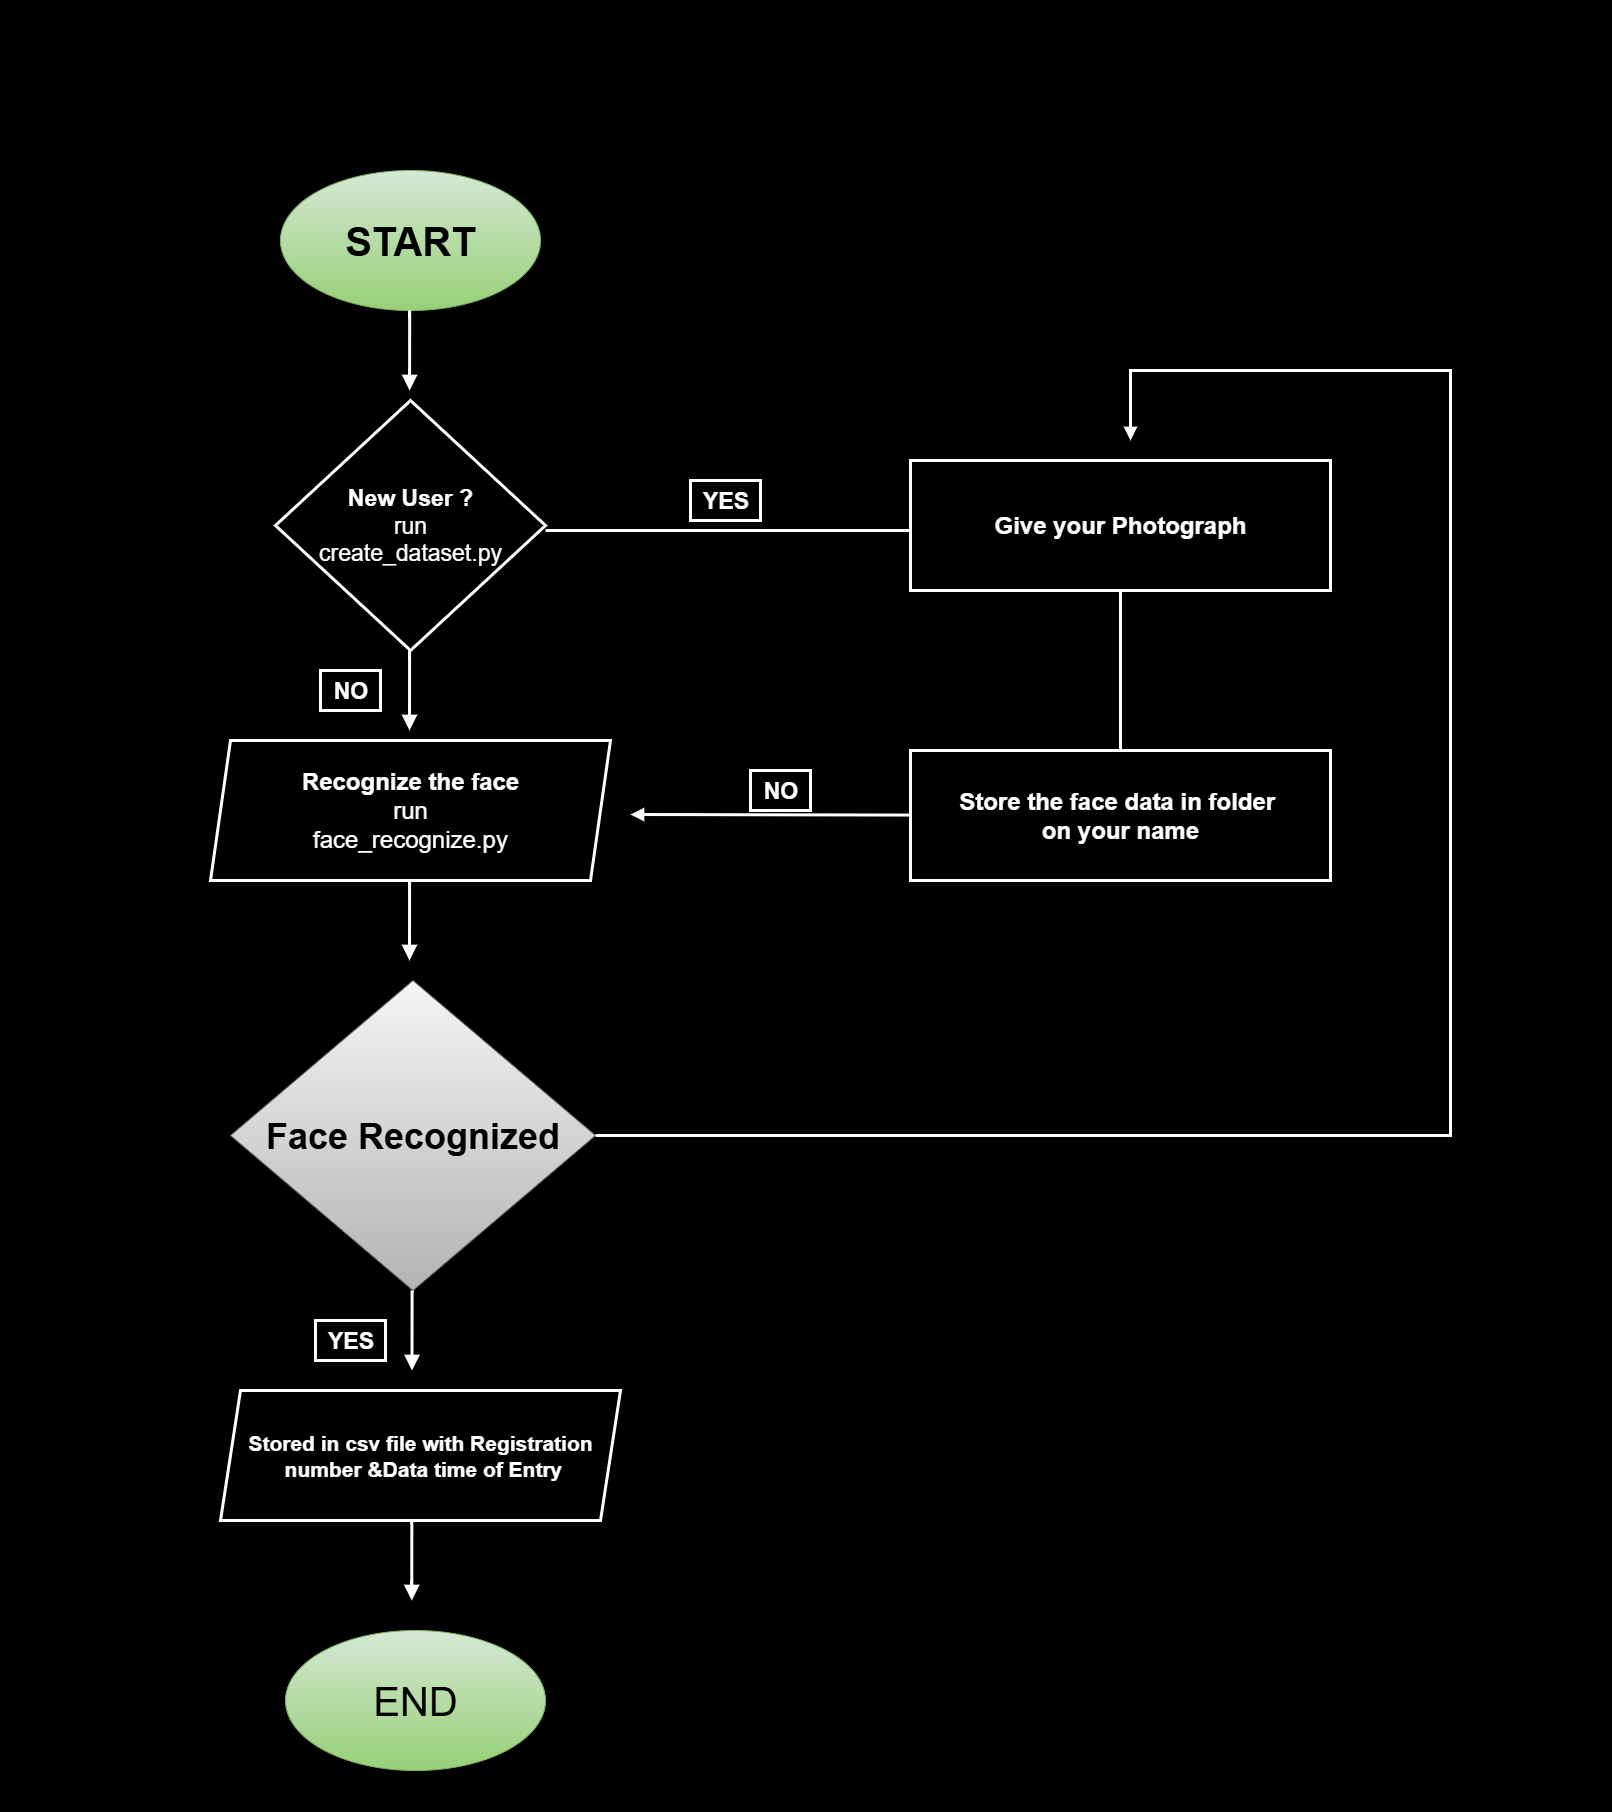 START
New User ?
run
create_dataset.py
YES
Give your Photograph
NO
Recognize the face
run
face_recognize.py
NO
Store the face data in folder
on your name
Face Recognized
YES
Stored in csv file with Registration
number &Data time of Entry
END